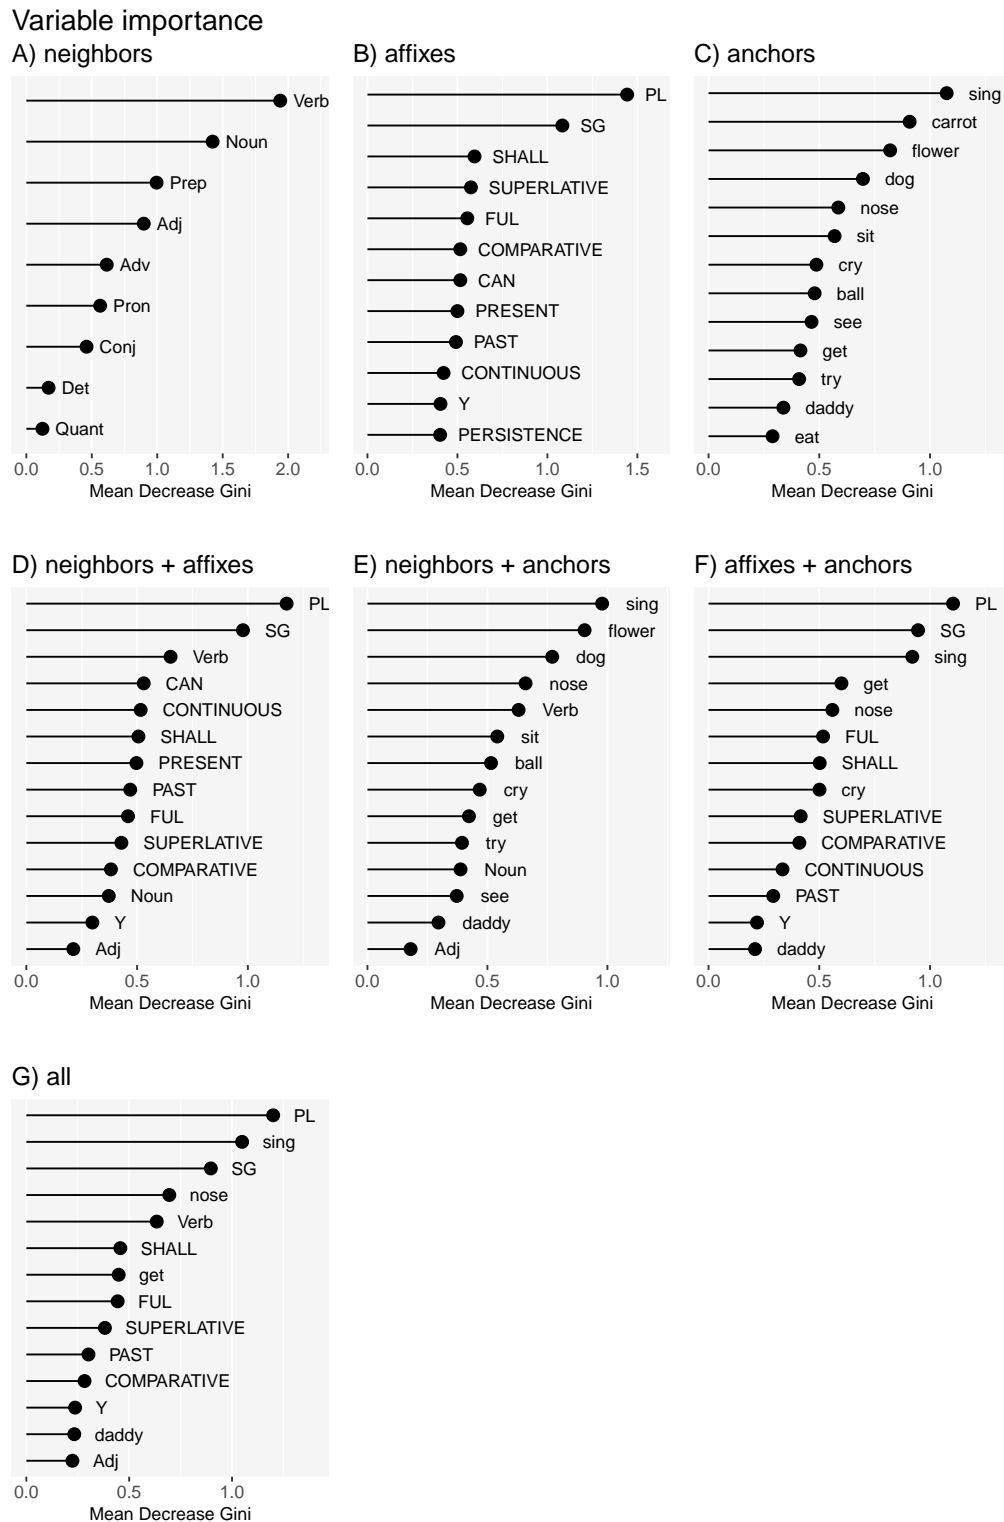 Variable importance
A) neighbors
Verb
Noun
Prep
Adj
Adv
Pron
Conj
Det
Quant
0.0 0.5 1.0 1.5 2.0
Mean Decrease Gini
B) affixes
PL
SG
SHALL
SUPERLATIVE
FUL
COMPARATIVE
CAN
PRESENT
PAST
CONTINUOUS
Y
PERSISTENCE
0.0 0.5 1.0 1.5
Mean Decrease Gini
C) anchors
sing
carrot
flower
dog
nose
sit
cry
ball
see
get
try
daddy
eat
0.0 0.5 1.0
Mean Decrease Gini
D) neighbors + affixes
PL
SG
Verb
CAN
CONTINUOUS
SHALL
PRESENT
PAST
FUL
SUPERLATIVE
COMPARATIVE
Noun
Y
Adj
0.0 0.5 1.0
Mean Decrease Gini
E) neighbors + anchors
sing
flower
dog
nose
Verb
sit
ball
cry
get
try
Noun
see
daddy
Adj
0.0 0.5 1.0
Mean Decrease Gini
F) affixes + anchors
PL
SG
sing
get
nose
FUL
SHALL
cry
SUPERLATIVE
COMPARATIVE
CONTINUOUS
PAST
Y
daddy
0.0 0.5 1.0
Mean Decrease Gini
G) all
PL
sing
SG
nose
Verb
SHALL
get
FUL
SUPERLATIVE
PAST
COMPARATIVE
Y
daddy
Adj
0.0 0.5 1.0
Mean Decrease Gini